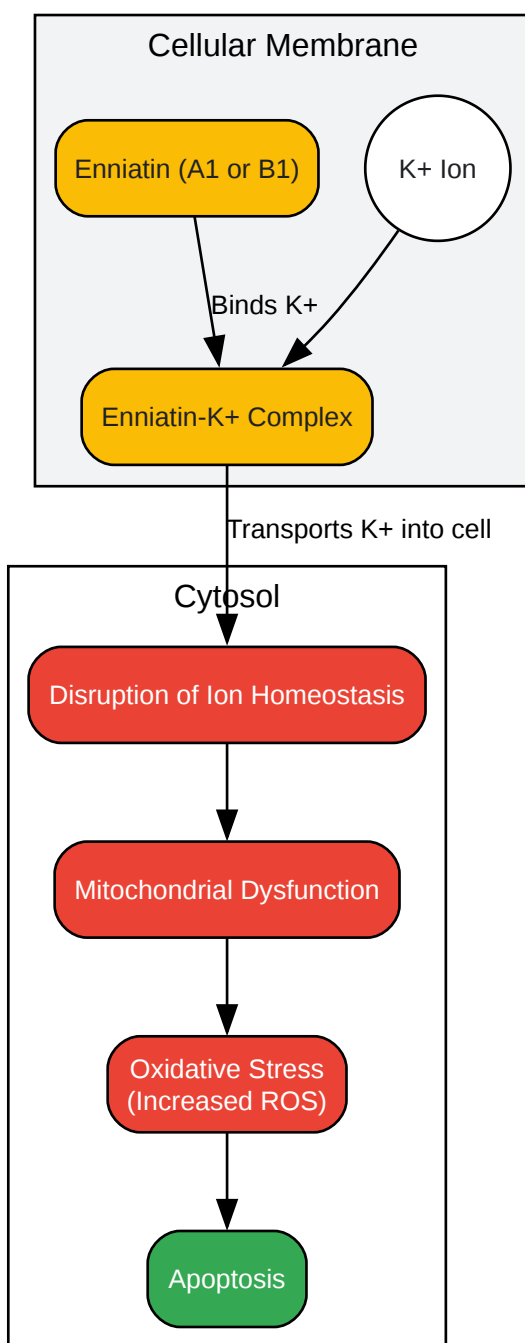 Cellular Membrane
Enniatin (A1 or B1)
K+ Ion
Binds K+
Enniatin-K+ Complex
Transports K+ into cell
Cytosol
Disruption of Ion Homeostasis
Mitochondrial Dysfunction
Oxidative Stress
(Increased ROS)
Apoptosis